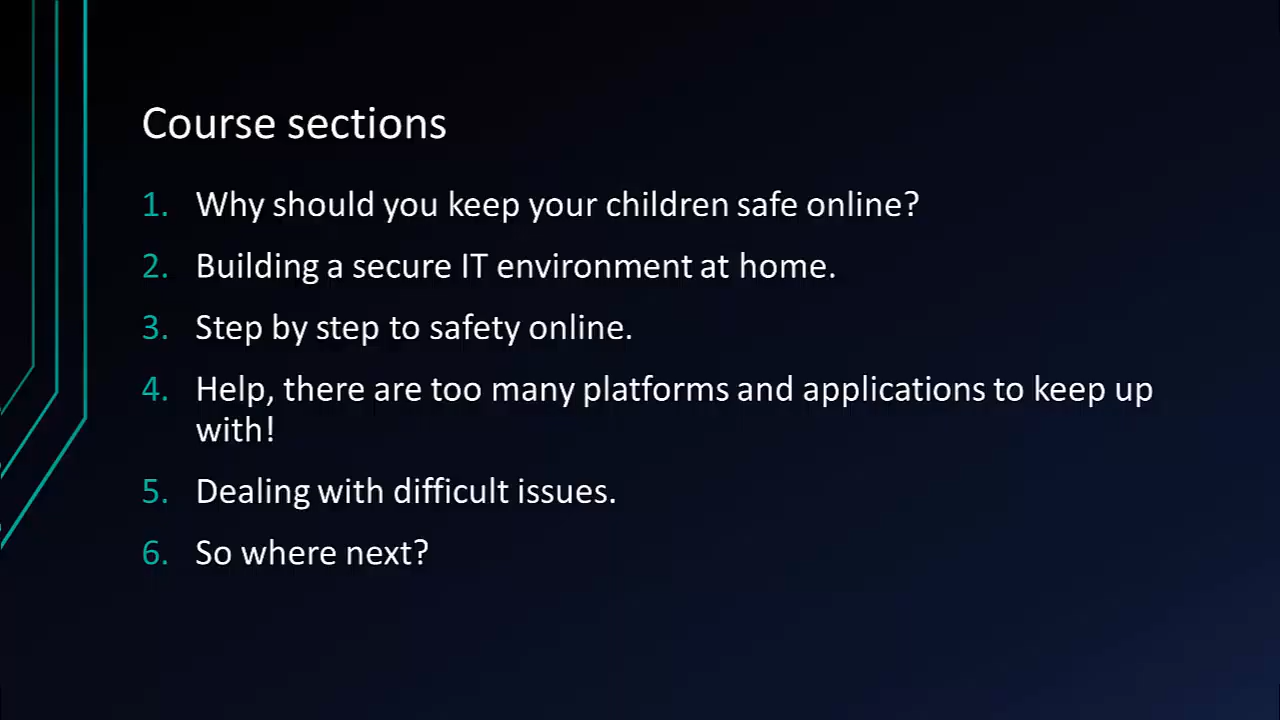 Course sections
1. Why should you keep your children safe online?
2. Building a secure IT environment at home.
3. Step by step to safety online.
4. Help, there are too many platforms and applications to keep up
with!
5. Dealing with difficult issues.
6. So where next?